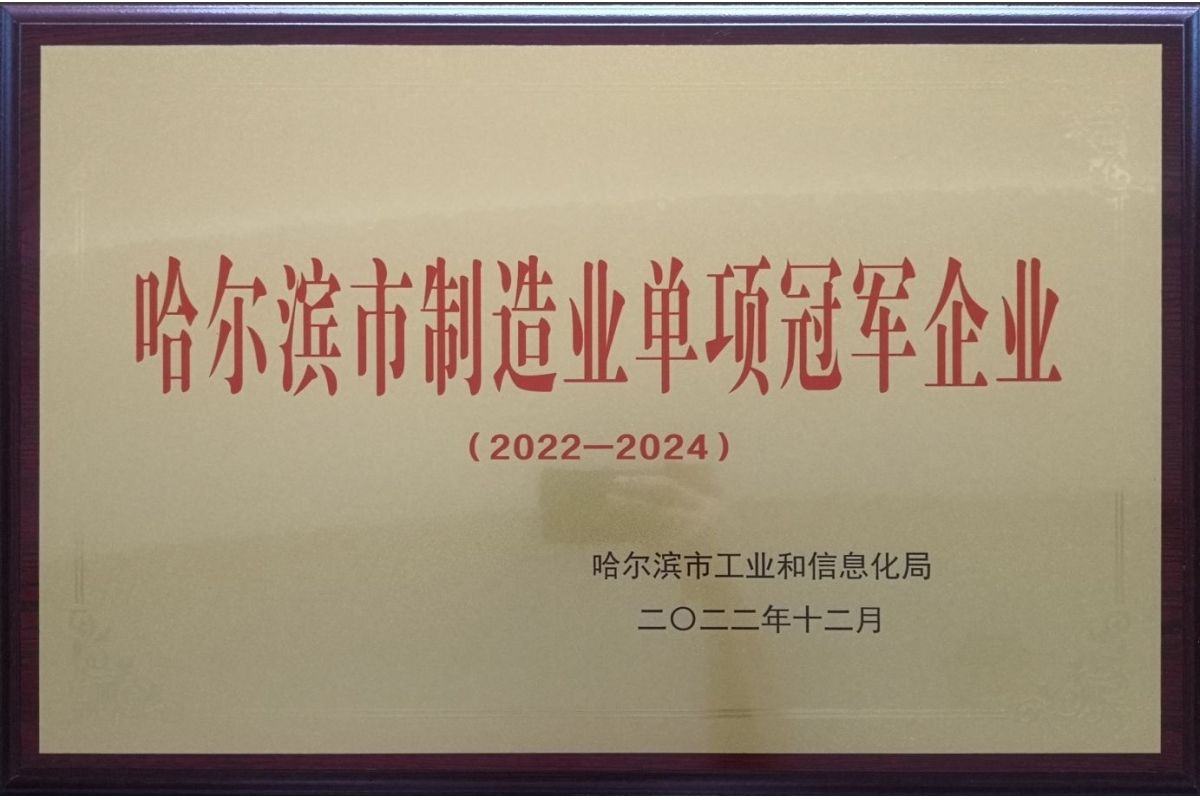 哈尔滨市制造业单项冠军企业
（2022—2024）
哈尔滨市工业和信息化局
二〇二二年十二月